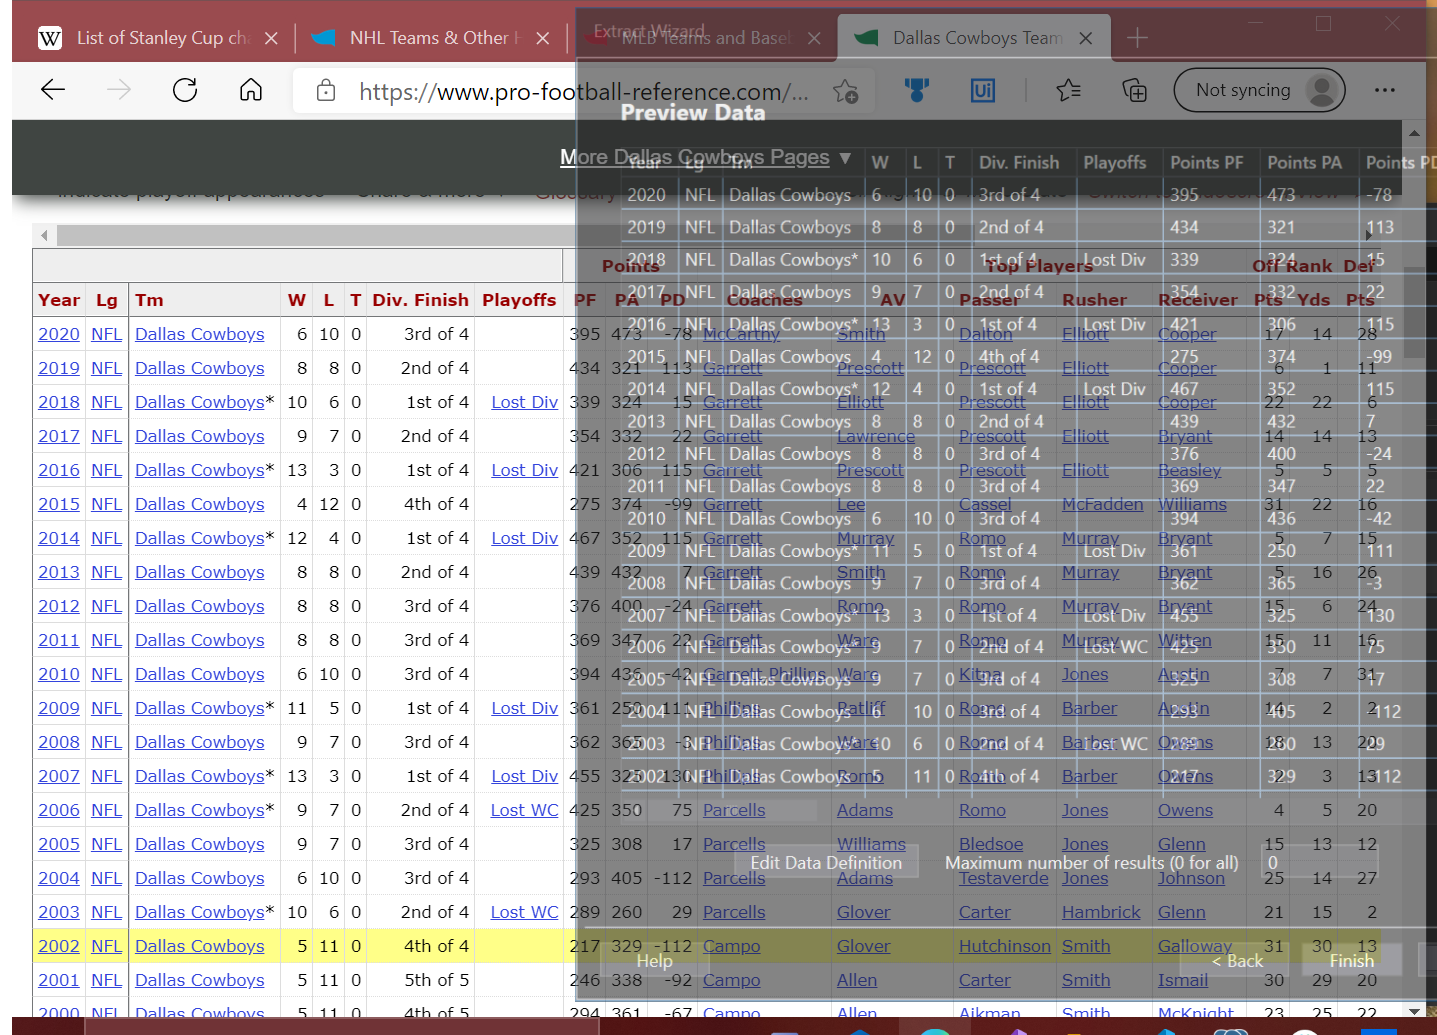 List of Stanley Cup ch
NHL Teams & Other H
MLB Teams and Baseb
Dallas Cowboys Team
Extract Wizard
https://www.pro-football-reference.com/...
Not syncing
Preview Data
More Dallas Cowboys Pages ▼
Year Lg Tm W L T Div. Finish Playoffs Points PF Points PA Points PD
2020 NFL Dallas Cowboys 6 10 0 3rd of 4 395 473 -78
2019 NFL Dallas Cowboys 8 8 0 2nd of 4 434 321 113
2018 NFL Dallas Cowboys* 10 6 0 1st of 4 Lost Div 339 324 15
2017 NFL Dallas Cowboys 9 7 0 2nd of 4 354 332 22
2016 NFL Dallas Cowboys* 13 3 0 1st of 4 Lost Div 421 306 115
2015 NFL Dallas Cowboys 4 12 0 4th of 4 275 374 -99
2014 NFL Dallas Cowboys* 12 4 0 1st of 4 Lost Div 467 352 115
2013 NFL Dallas Cowboys 8 8 0 2nd of 4 439 432 7
2012 NFL Dallas Cowboys 8 8 0 3rd of 4 376 400 -24
2011 NFL Dallas Cowboys 8 8 0 3rd of 4 369 347 22
2010 NFL Dallas Cowboys 6 10 0 3rd of 4 394 436 -42
2009 NFL Dallas Cowboys* 11 5 0 1st of 4 Lost Div 361 250 111
2008 NFL Dallas Cowboys 9 7 0 3rd of 4 362 365 -3
2007 NFL Dallas Cowboys* 13 3 0 1st of 4 Lost Div 455 325 130
2006 NFL Dallas Cowboys* 9 7 0 2nd of 4 Lost WC 425 350 75
2005 NFL Dallas Cowboys 9 7 0 3rd of 4 325 308 17
2004 NFL Dallas Cowboys 6 10 0 3rd of 4 293 405 -112
2003 NFL Dallas Cowboys* 10 6 0 2nd of 4 Lost WC 289 260 29
2002 NFL Dallas Cowboys 5 11 0 4th of 4 217 329 -112
Edit Data Definition Maximum number of results (0 for all) 0
Help < Back Finish
Points Top Players Off Rank Def
Year Lg Tm W L T Div. Finish Playoffs PF PA PD Coaches AV Passer Rusher Receiver Pts Yds Pts
2020 NFL Dallas Cowboys 6 10 0 3rd of 4 395 473 -78 McCarthy Smith Dalton Elliott Cooper 17 14 28
2019 NFL Dallas Cowboys 8 8 0 2nd of 4 434 321 113 Garrett Prescott Prescott Elliott Cooper 6 1 11
2018 NFL Dallas Cowboys* 10 6 0 1st of 4 Lost Div 339 324 15 Garrett Elliott Prescott Elliott Cooper 22 22 6
2017 NFL Dallas Cowboys 9 7 0 2nd of 4 354 332 22 Garrett Lawrence Prescott Elliott Bryant 14 14 13
2016 NFL Dallas Cowboys* 13 3 0 1st of 4 Lost Div 421 306 115 Garrett Prescott Prescott Elliott Beasley 5 5 5
2015 NFL Dallas Cowboys 4 12 0 4th of 4 275 374 -99 Garrett Lee Cassel McFadden Williams 31 22 16
2014 NFL Dallas Cowboys* 12 4 0 1st of 4 Lost Div 467 352 115 Garrett Murray Romo Murray Bryant 5 7 15
2013 NFL Dallas Cowboys 8 8 0 2nd of 4 439 432 7 Garrett Smith Romo Murray Bryant 5 16 26
2012 NFL Dallas Cowboys 8 8 0 3rd of 4 376 400 -24 Garrett Romo Romo Murray Bryant 15 6 24
2011 NFL Dallas Cowboys 8 8 0 3rd of 4 369 347 22 Garrett Ware Romo Murray Witten 15 11 16
2010 NFL Dallas Cowboys 6 10 0 3rd of 4 394 436 -42 Garrett Phillips Ware Kitna Jones Austin 7 7 31
2009 NFL Dallas Cowboys* 11 5 0 1st of 4 Lost Div 361 250 111 Phillips Ratliff Romo Barber Austin 14 2 2
2008 NFL Dallas Cowboys 9 7 0 3rd of 4 362 365 -3 Phillips Ware Romo Barber Owens 18 13 20
2007 NFL Dallas Cowboys* 13 3 0 1st of 4 Lost Div 455 325 130 Phillips Romo Romo Barber Owens 2 3 13
2006 NFL Dallas Cowboys* 9 7 0 2nd of 4 Lost WC 425 350 75 Parcells Adams Romo Jones Owens 4 5 20
2005 NFL Dallas Cowboys 9 7 0 3rd of 4 325 308 17 Parcells Williams Bledsoe Jones Glenn 15 13 12
2004 NFL Dallas Cowboys 6 10 0 3rd of 4 293 405 -112 Parcells Adams Testaverde Jones Johnson 25 14 27
2003 NFL Dallas Cowboys* 10 6 0 2nd of 4 Lost WC 289 260 29 Parcells Glover Carter Hambrick Glenn 21 15 2
2002 NFL Dallas Cowboys 5 11 0 4th of 4 217 329 -112 Campo Glover Hutchinson Smith Galloway 31 30 13
2001 NFL Dallas Cowboys 5 11 0 5th of 5 246 338 -92 Campo Allen Carter Smith Ismail 30 29 20
2000 NFL Dallas Cowboys 5 11 0 4th of 5 294 361 -67 Campo Allen Aikman Smith McKnight 23 25 22